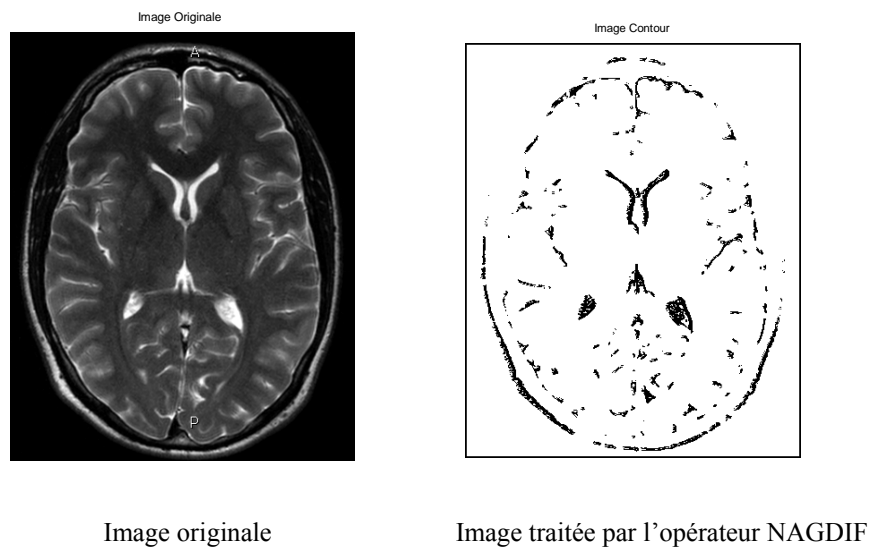 Image Originale
Image Contour
A
P
Image originale
Image traitée par l'opérateur NAGDIF